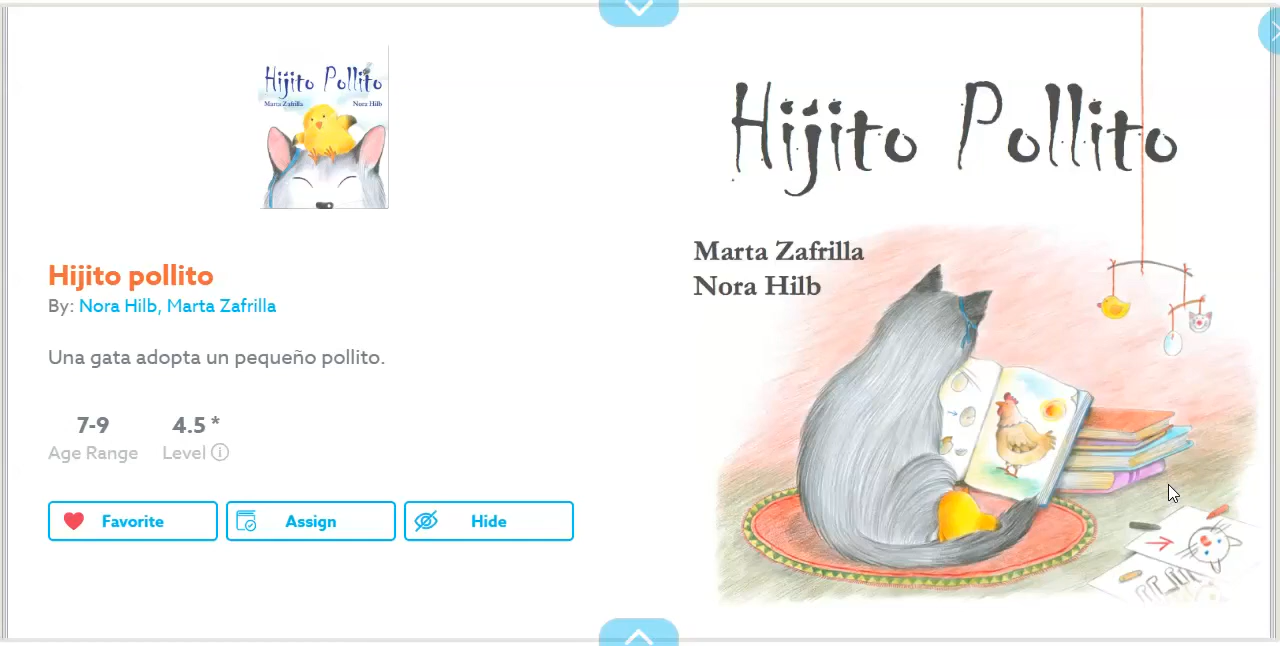 Hijito Pollito
Marta Zafrilla Nora Hilb
Hijito pollito
By: Nora Hilb, Marta Zafrilla
Una gata adopta un pequeño pollito.
7-9 4.5 *
Age Range Level
Favorite Assign Hide
Hijito Pollito
Marta Zafrilla
Nora Hilb